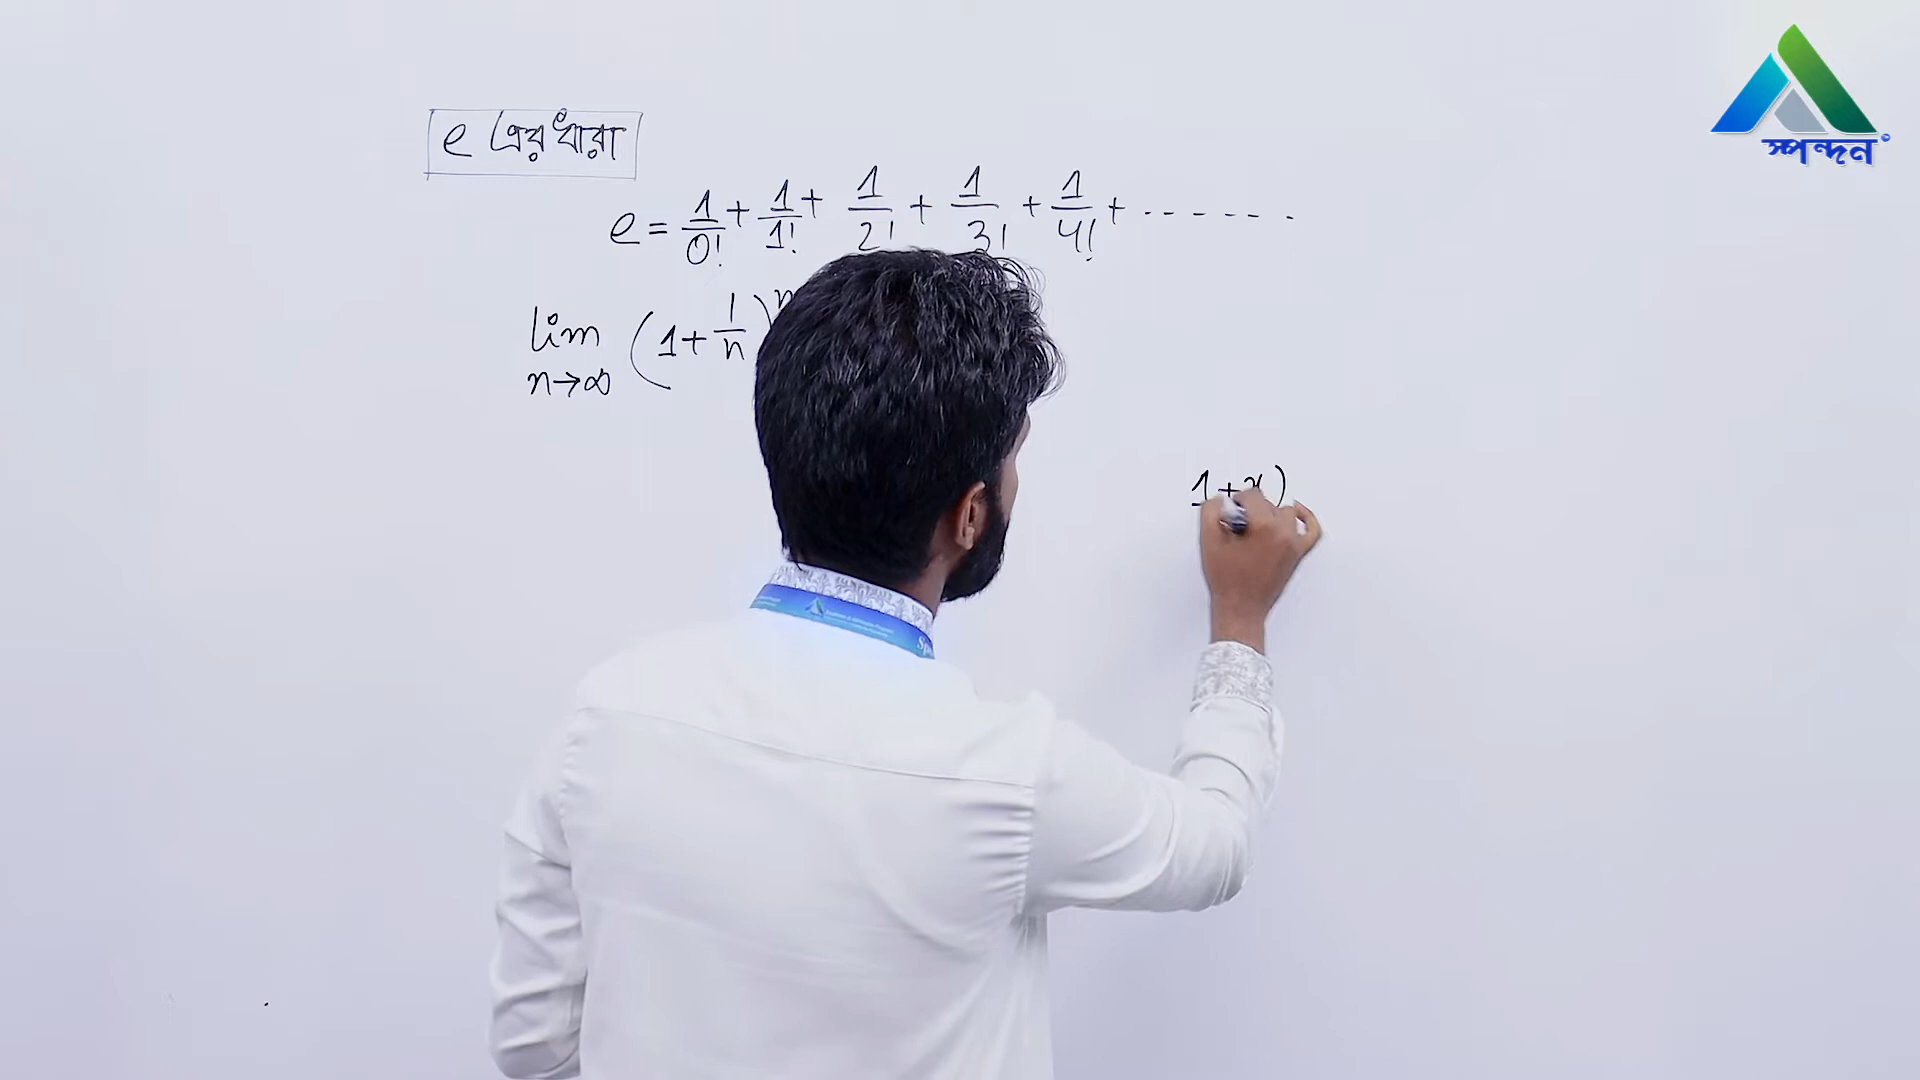 e এর ধারা
e = 1/0! + 1/1! + 1/2! + 1/3! + 1/4! + - - - - - -
lim n→∞ (1 + 1/n)
1 + x)
স্পন্দন